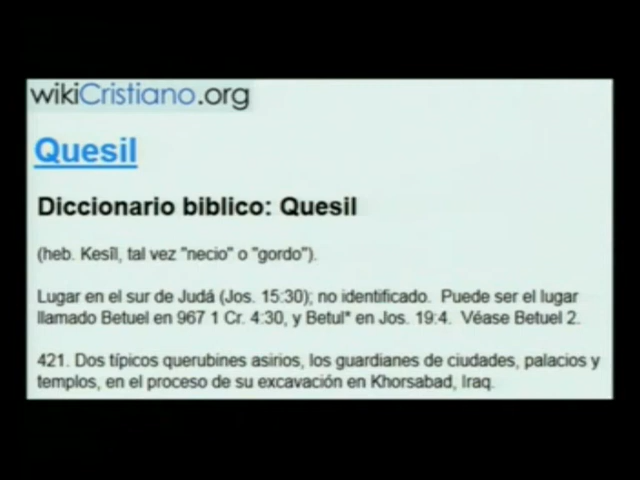 wikiCristiano.org
Quesil
Diccionario biblico: Quesil
(heb. Kesîl, tal vez "necio" o "gordo").
Lugar en el sur de Judá (Jos. 15:30); no identificado. Puede ser el lugar
llamado Betuel en 967 1 Cr. 4:30, y Betul* en Jos. 19:4. Véase Betuel 2.
421. Dos típicos querubines asirios, los guardianes de ciudades, palacios y
templos, en el proceso de su excavación en Khorsabad, Iraq.